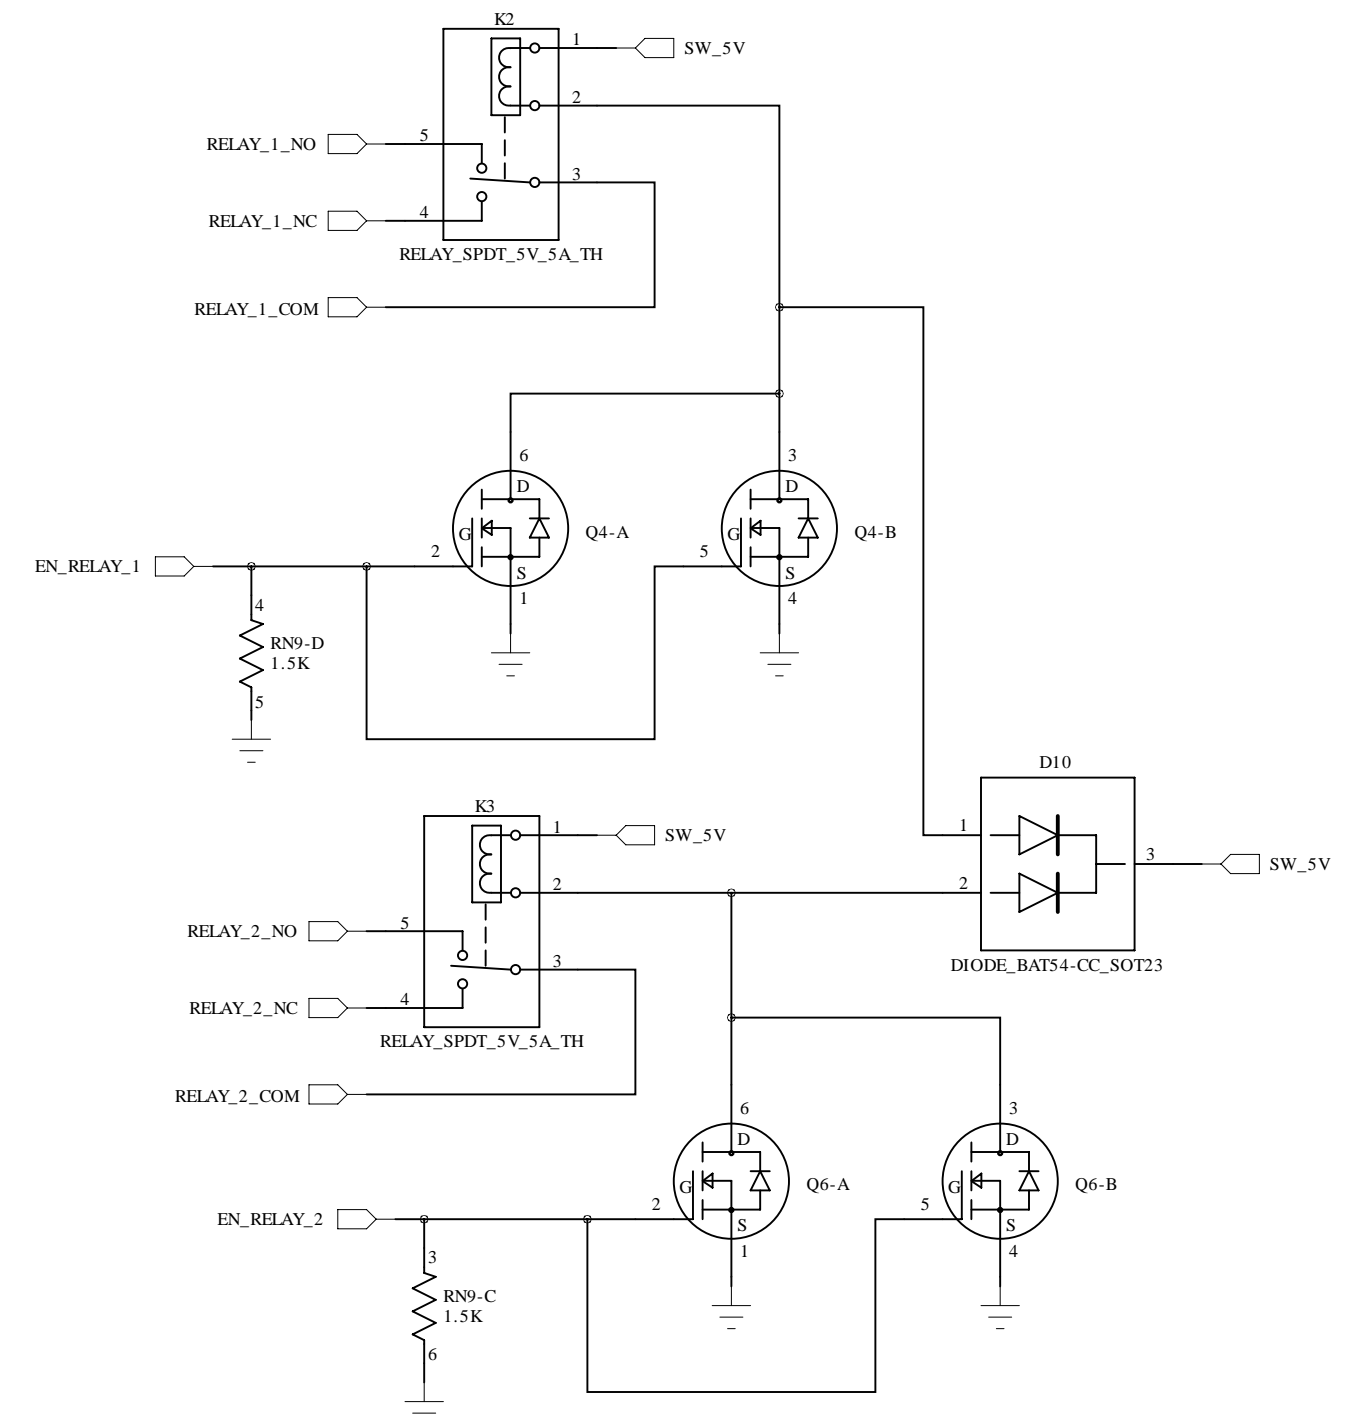 K2
1
SW_5V
2
RELAY_1_NO
5
3
RELAY_1_NC
4
RELAY_SPDT_5V_5A_TH
RELAY_1_COM
6
3
D
D
G
Q4-A
G
Q4-B
2
5
EN_RELAY_1
S
S
1
4
4
RN9-D
1.5K
5
D10
K3
1
SW_5V
1
3
SW_5V
2
2
RELAY_2_NO
5
3
RELAY_2_NC
4
DIODE_BAT54-CC_SOT23
RELAY_SPDT_5V_5A_TH
RELAY_2_COM
6
3
D
D
G
Q6-A
G
Q6-B
2
5
EN_RELAY_2
S
S
1
4
3
RN9-C
1.5K
6